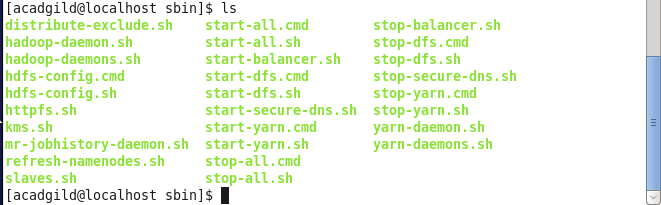 [acadgild@localhost sbin]$ ls
distribute-exclude.sh start-all.cmd stop-balancer.sh
hadoop-daemon.sh start-all.sh stop-dfs.cmd
hadoop-daemons.sh start-balancer.sh stop-dfs.sh
hdfs-config.cmd start-dfs.cmd stop-secure-dns.sh
hdfs-config.sh start-dfs.sh stop-yarn.cmd
httpfs.sh start-secure-dns.sh stop-yarn.sh
kms.sh start-yarn.cmd yarn-daemon.sh
mr-jobhistory-daemon.sh start-yarn.sh yarn-daemons.sh
refresh-namenodes.sh stop-all.cmd
slaves.sh stop-all.sh
[acadgild@localhost sbin]$